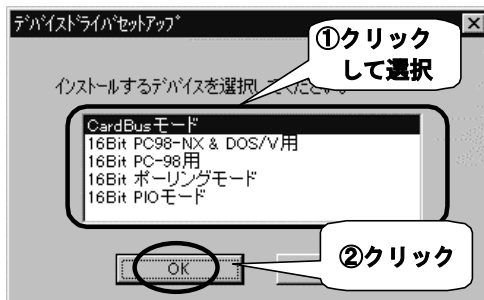 ﾃﾞﾊﾞｲｽﾄﾞﾗｲﾊﾞｾｯﾄｱｯﾌﾟ
①クリック
して選択
インストールするデバイスを選択してください。
CardBusモード
16Bit PC98-NX & DOS/V用
16Bit PC-98用
16Bit ポーリングモード
16Bit PIOモード
OK
②クリック